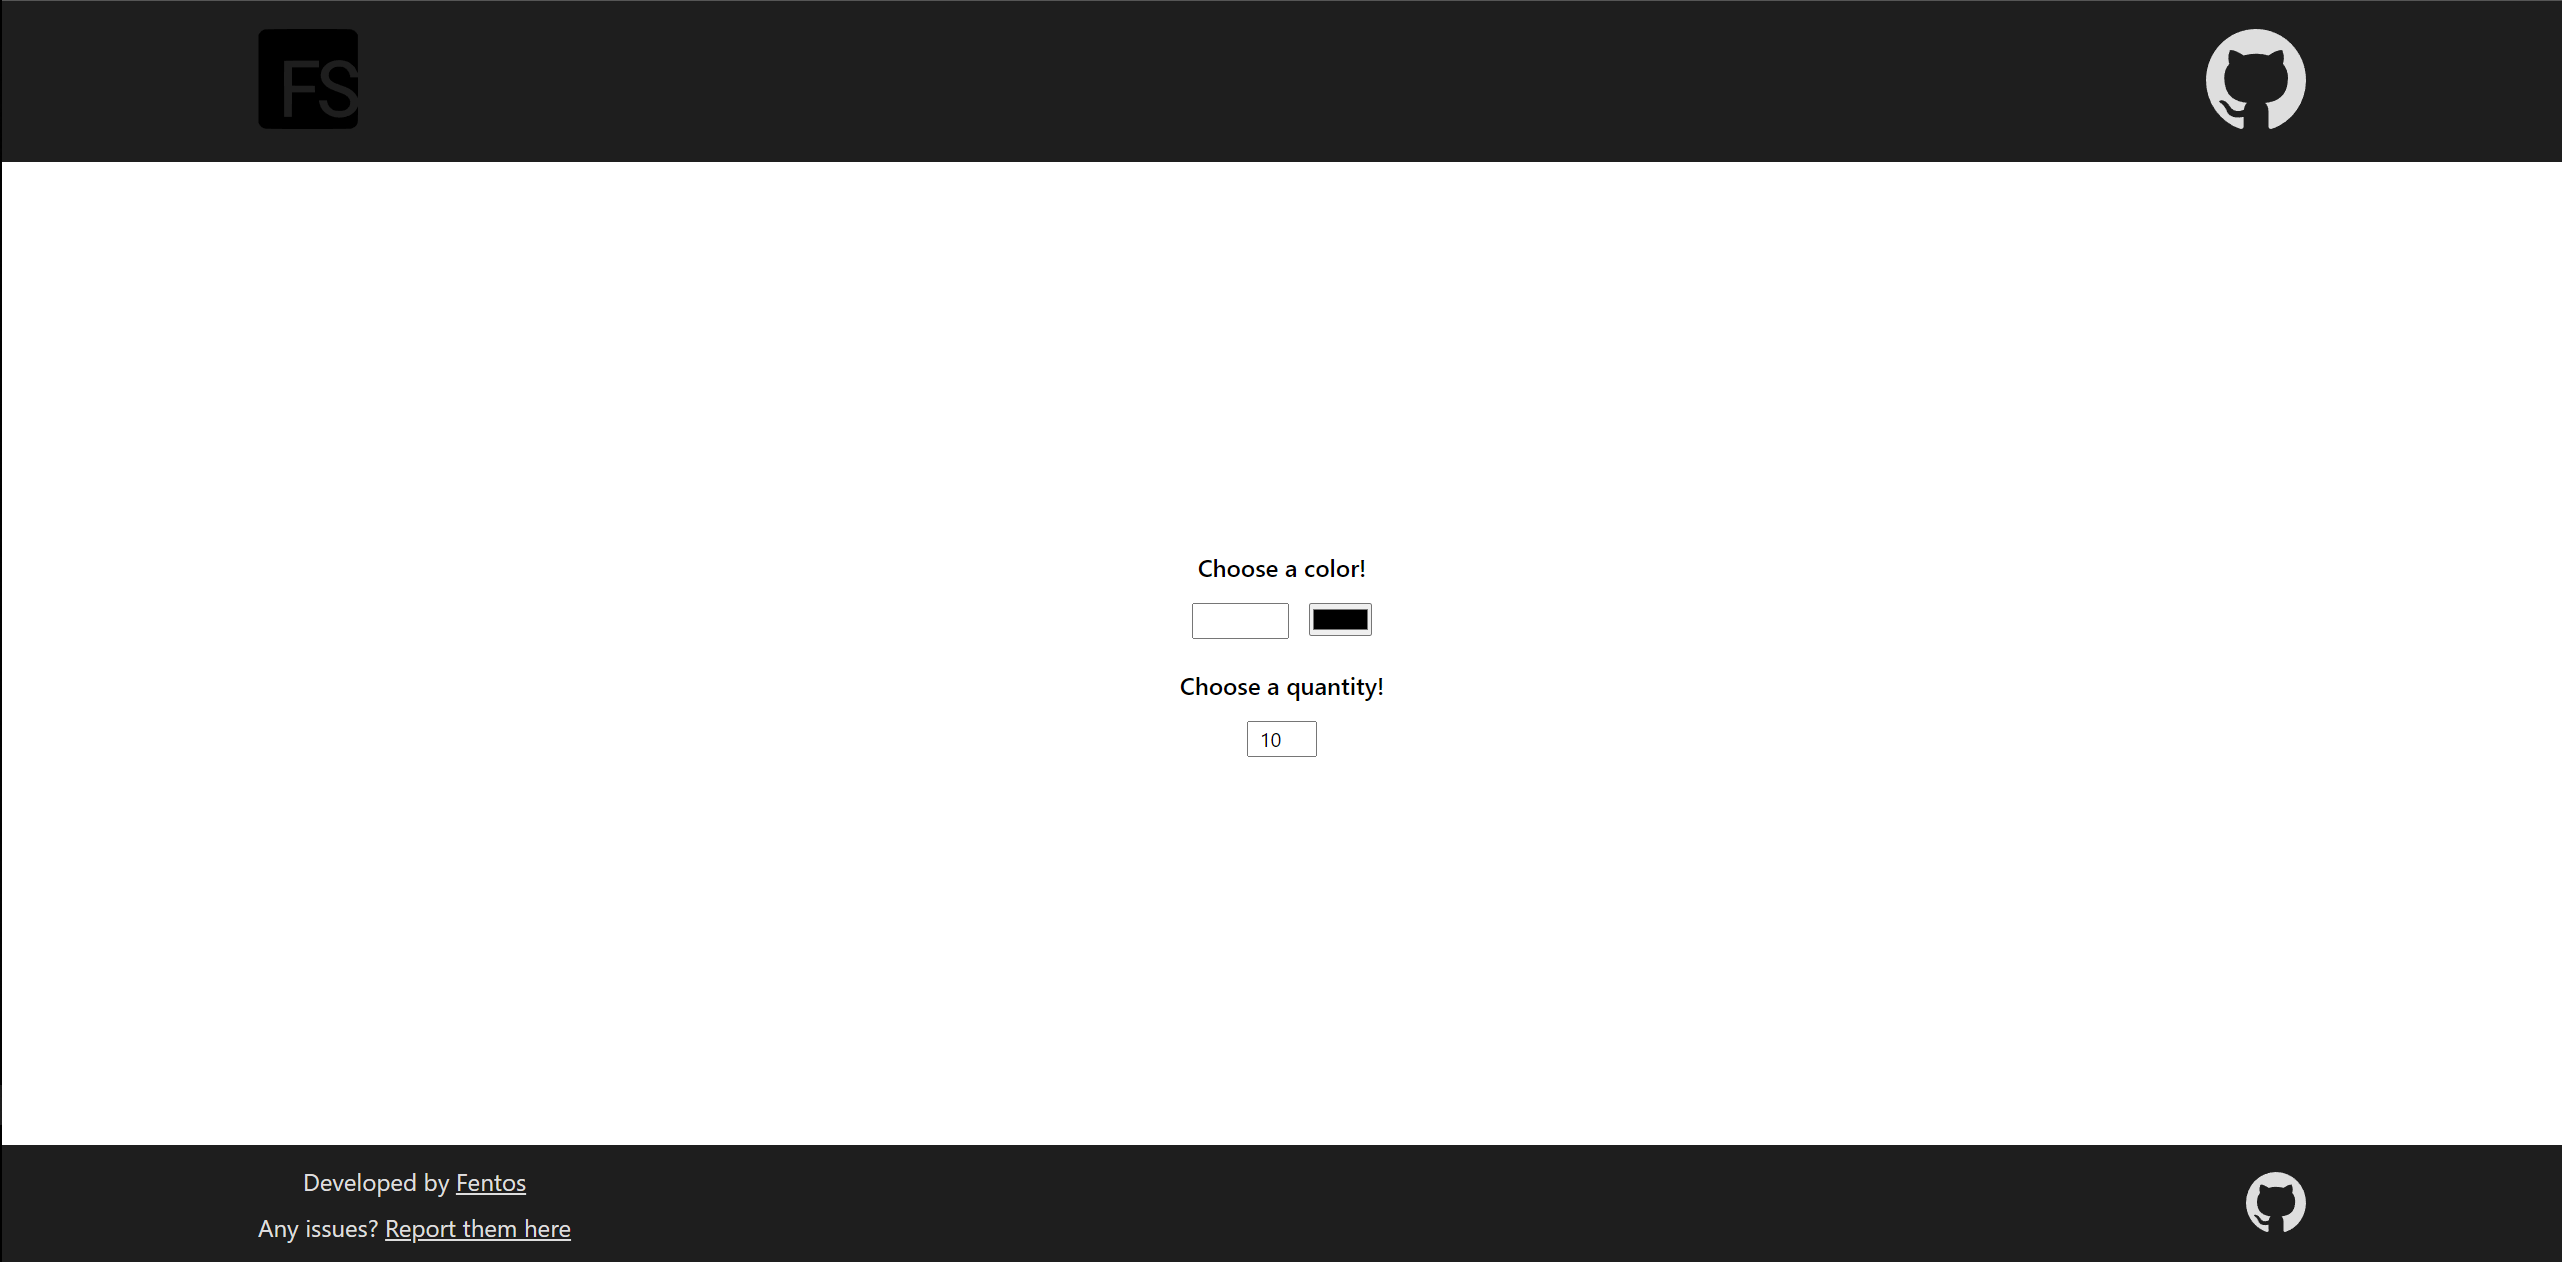 FS
Choose a color!
Choose a quantity!
10
Developed by Fentos
Any issues? Report them here